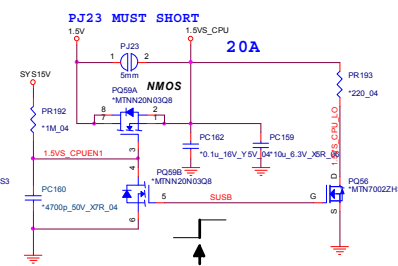 PJ23 MUST SHORT
1.5V
1.5VS_CPU
20A
PJ23
1 2
5mm
SYS15V
NMOS
PQ59A
*MTNN20N03Q8
PR193
*220_04
PR192
*1M_04
8
7
2
1
3
1.5VS_CPU_LO
PC162
*0.1u_16V_Y5V_04
PC159
*10u_6.3V_X5R_06
1.5VS_CPUEN1
4
PQ59B
*MTNN20N03Q8
PQ56
*MTN7002ZH
D
S3
PC160
*4700p_50V_X7R_04
5
SUSB
G
S
6